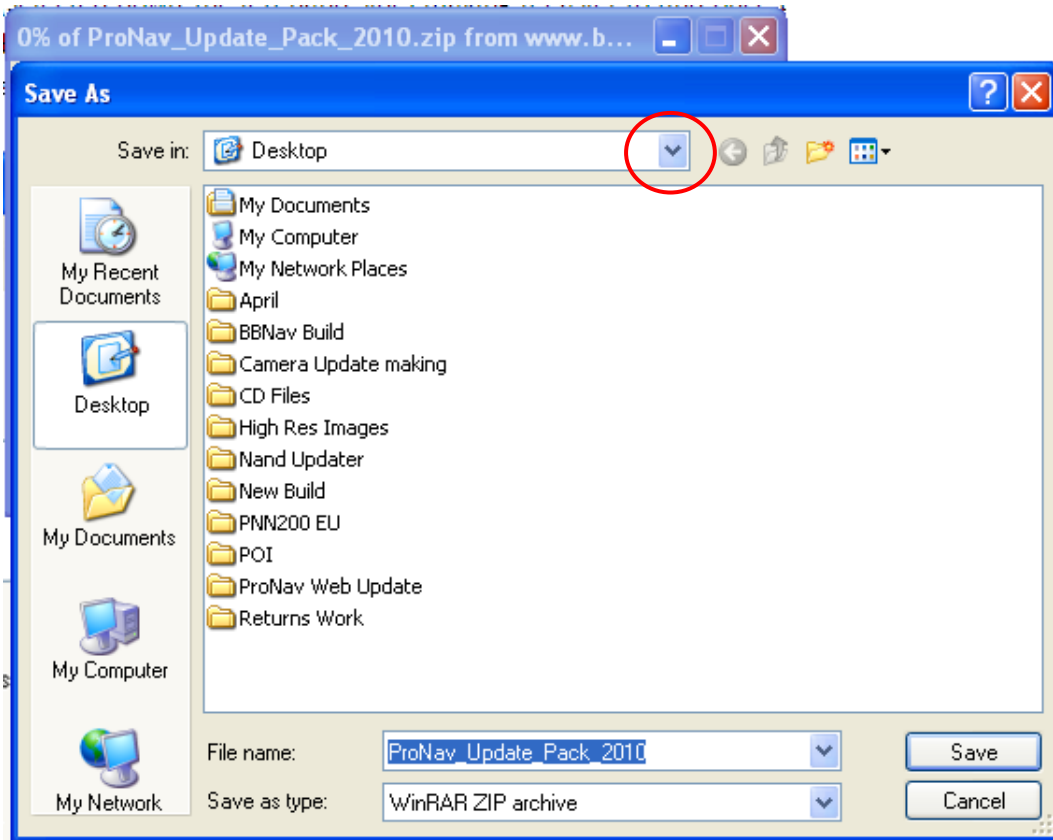 0% of ProNav_Update_Pack_2010.zip from www.b...
Save As
Save in:
Desktop
My Recent
Documents
Desktop
My Documents
My Computer
My Network
My Documents
My Computer
My Network Places
April
BBNav Build
Camera Update making
CD Files
High Res Images
Nand Updater
New Build
PNN200 EU
POI
ProNav Web Update
Returns Work
File name:
ProNav_Update_Pack_2010
Save
Save as type:
WinRAR ZIP archive
Cancel